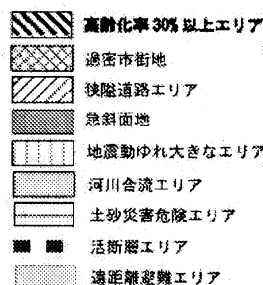 高齢化率30%以上エリア
過密市街地
狭隘道路エリア
急斜面地
地震動ゆれ大きなエリア
河川合流エリア
土砂災害危険エリア
活断層エリア
遠距離避難エリア